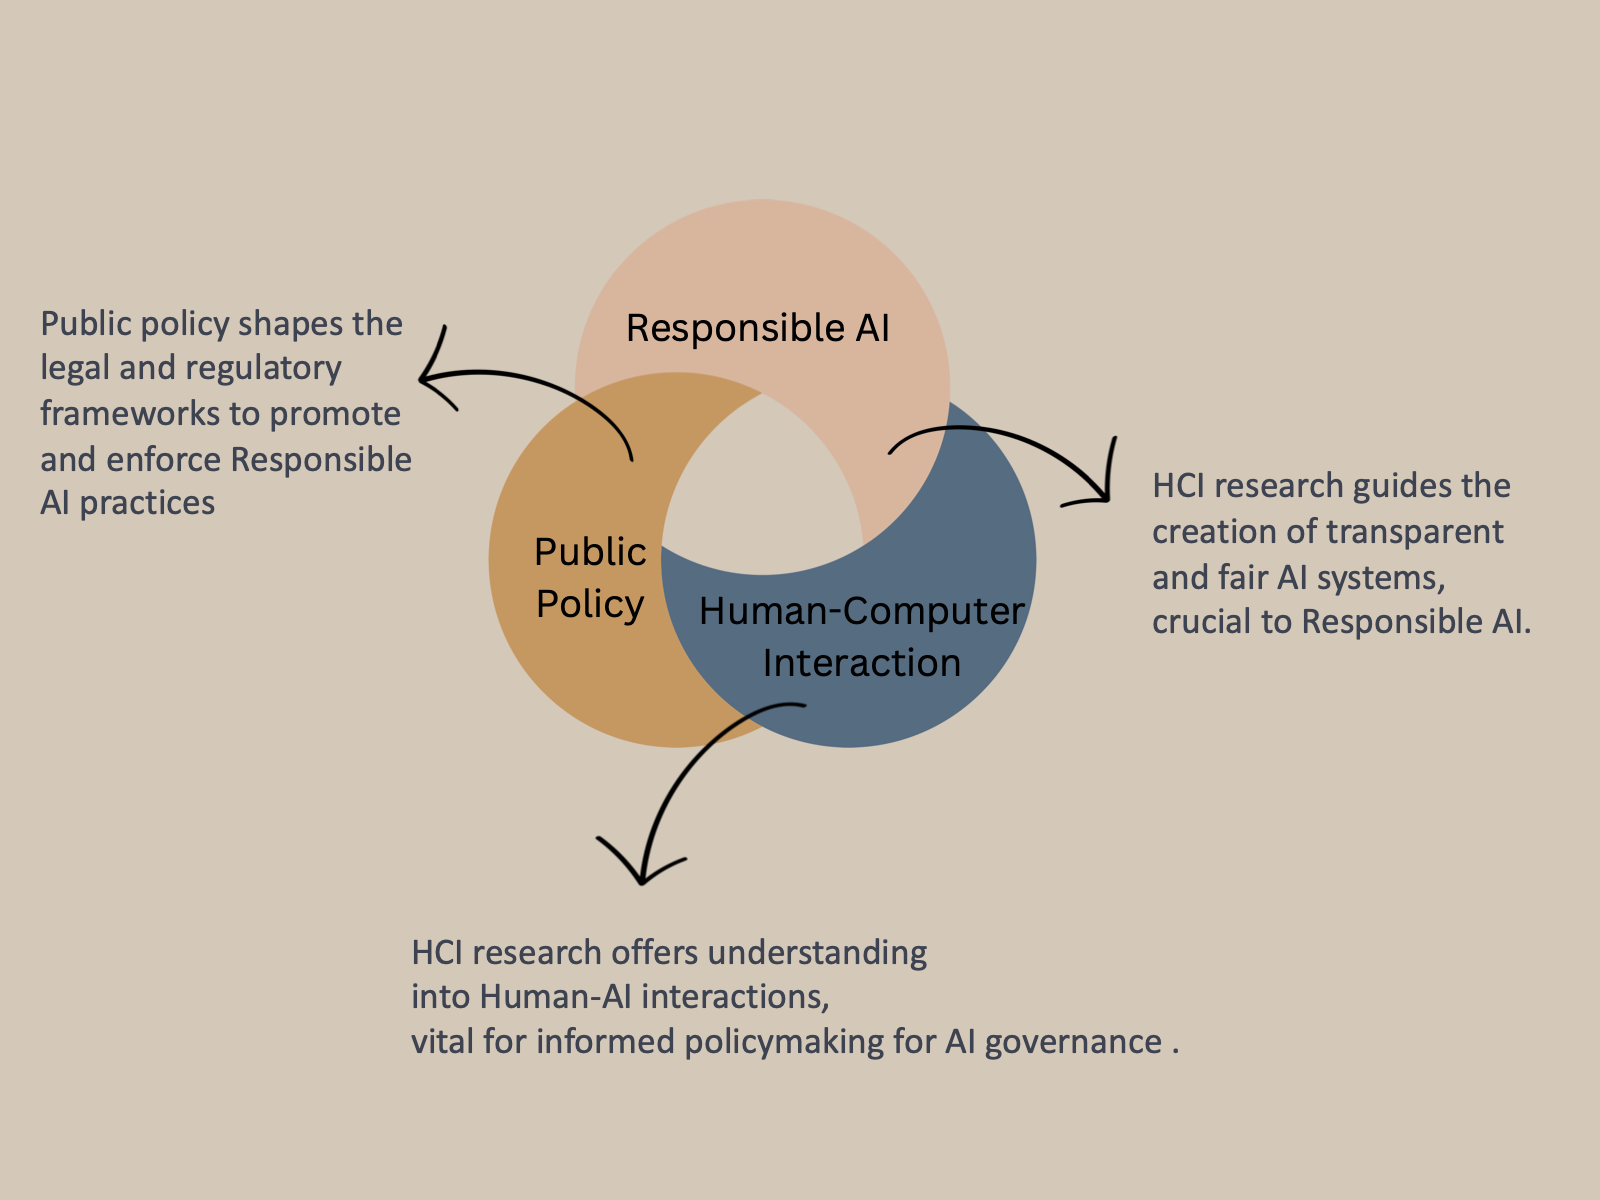 Responsible AI
Public policy shapes the
legal and regulatory
frameworks to promote
and enforce Responsible
AI practices
HCI research guides the
creation of transparent
and fair AI systems,
crucial to Responsible AI.
Public
Policy
Human-Computer
Interaction
HCI research offers understanding
into Human-AI interactions,
vital for informed policymaking for AI governance .